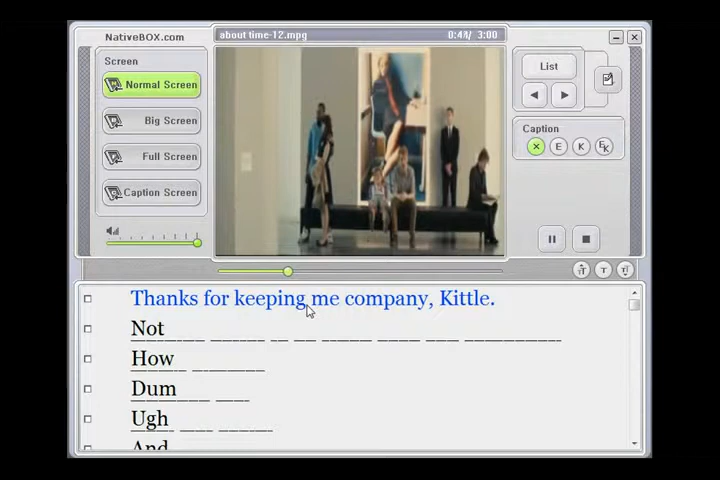 NativeBOX.com
about time-12.mpg
0:48/ 3:00
Screen
Normal Screen
Big Screen
Full Screen
Caption Screen
List
Caption
E
K
EK
T
T
T
Thanks for keeping me company, Kittle.
Not
How
Dum
Ugh
And